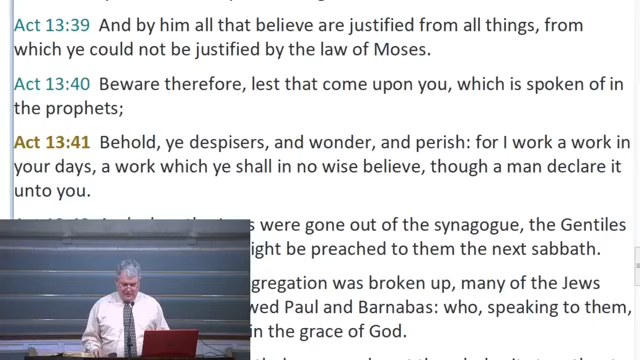 Act 13:39 And by him all that believe are justified from all things, from
which ye could not be justified by the law of Moses.
Act 13:40 Beware therefore, lest that come upon you, which is spoken of in
the prophets;
Act 13:41 Behold, ye despisers, and wonder, and perish: for I work a work in
your days, a work which ye shall in no wise believe, though a man declare it
unto you.
were gone out of the synagogue, the Gentiles
ight be preached to them the next sabbath.
gregation was broken up, many of the Jews
wed Paul and Barnabas: who, speaking to them,
in the grace of God.